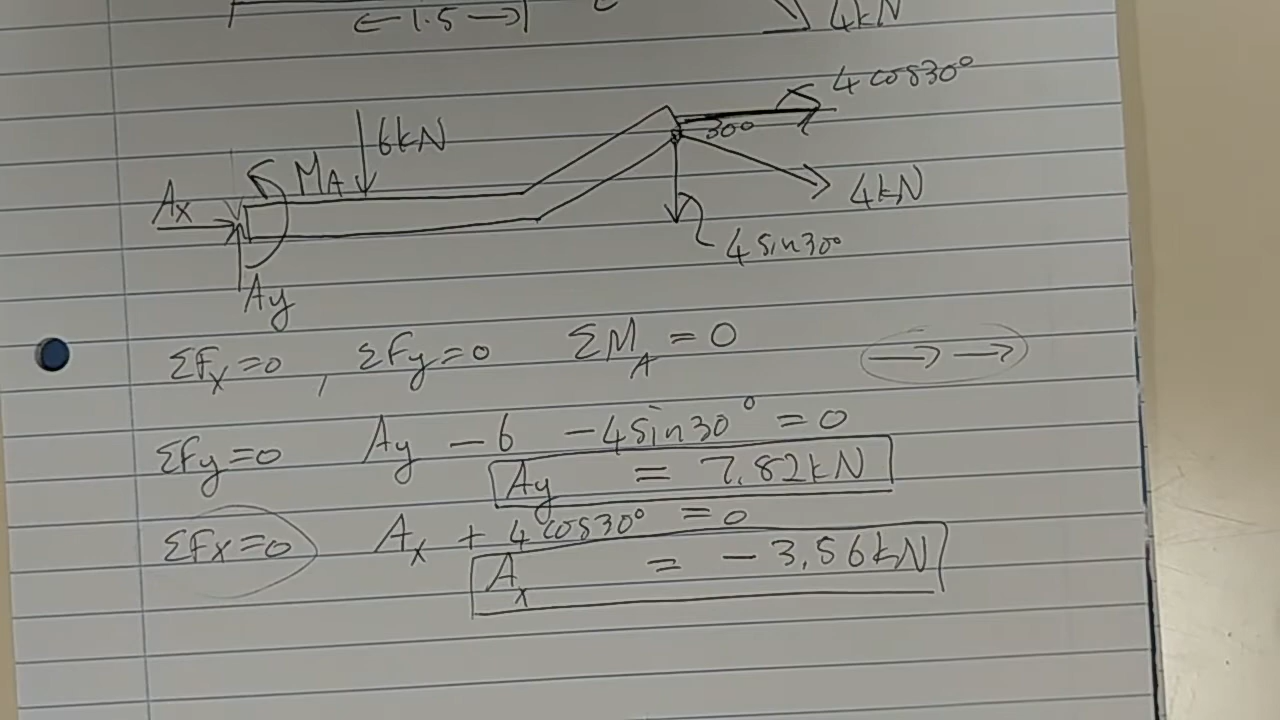 ←1.5→
4kN
4cos30°
6kN
30°
MA
Ax
4kN
4sin30°
Ay
ΣFx=0 , ΣFy=0 ΣMA=0
ΣFy=0 Ay - 6 - 4sin30° = 0
Ay = 7.82kN
ΣFx=0 Ax + 4cos30° = 0
Ax = -3.56kN